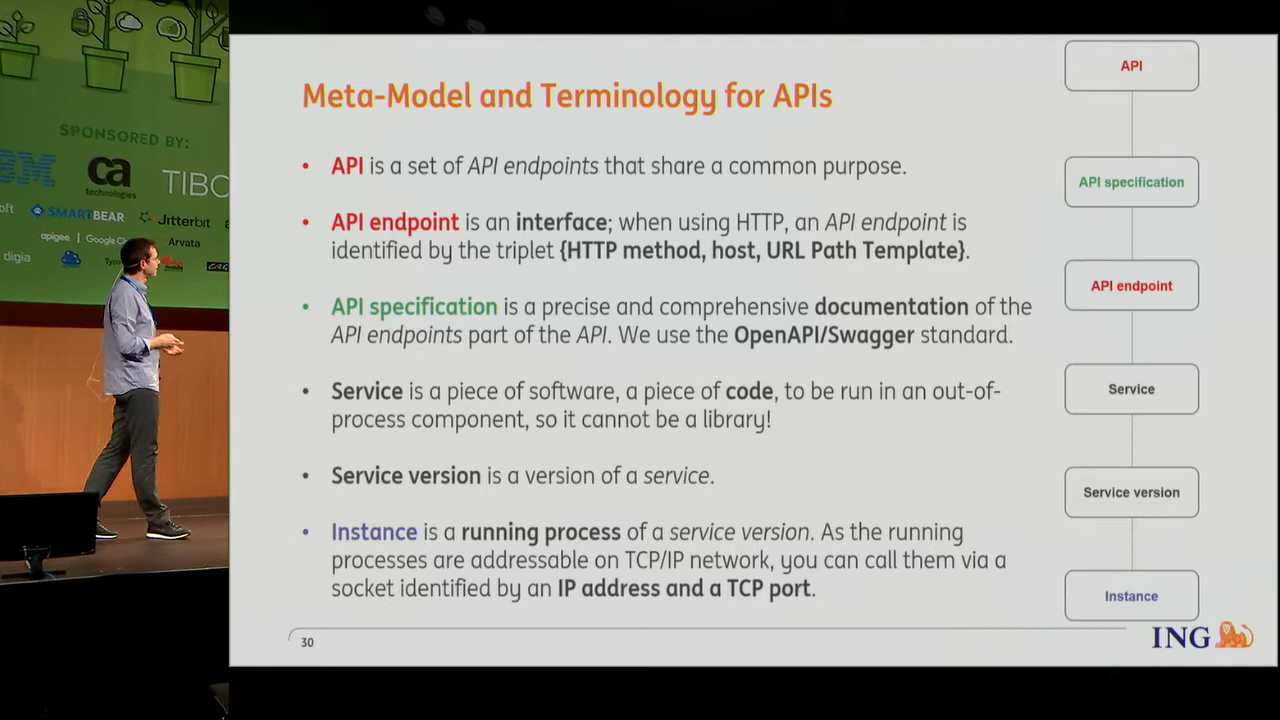 SPONSORED BY:
IBM
ca
technologies
TIBC
soft
SMARTBEAR
Jitterbit
apigee
Google Cl
Arvata
digia
Meta-Model and Terminology for APIs
• API is a set of API endpoints that share a common purpose.
• API endpoint is an interface; when using HTTP, an API endpoint is
identified by the triplet {HTTP method, host, URL Path Template}.
• API specification is a precise and comprehensive documentation of the
API endpoints part of the API. We use the OpenAPI/Swagger standard.
• Service is a piece of software, a piece of code, to be run in an out-of-
process component, so it cannot be a library!
• Service version is a version of a service.
• Instance is a running process of a service version. As the running
processes are addressable on TCP/IP network, you can call them via a
socket identified by an IP address and a TCP port.
API
API specification
API endpoint
Service
Service version
Instance
30
ING